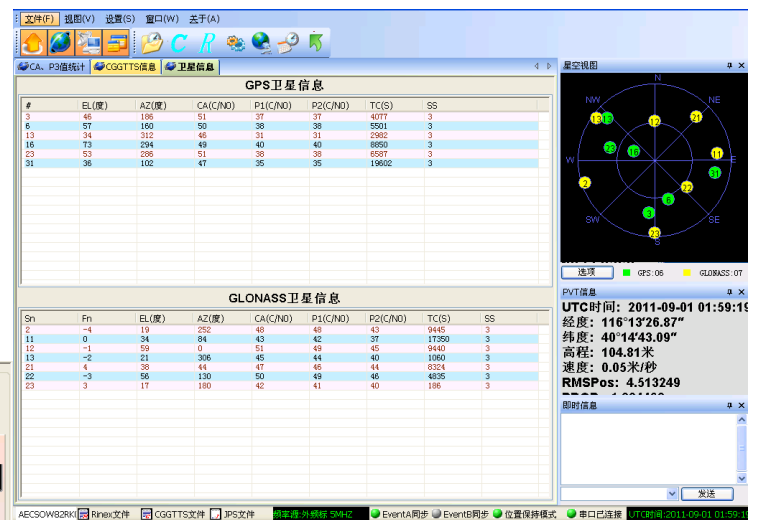 文件(F) 视图(V) 设置(S) 窗口(W) 关于(A)
CA、P3值统计 CGGTTS信息 卫星信息
GPS卫星信息
# EL(度) AZ(度) CA(C/N0) P1(C/N0) P2(C/N0) TC(S) SS
3 46 186 51 37 37 4077 3
6 57 160 50 38 38 5501 3
13 34 312 46 31 31 2982 3
16 73 294 49 40 40 8850 3
23 53 286 51 38 38 6587 3
31 36 102 47 35 35 19602 3
GLONASS卫星信息
Sn Fn EL(度) AZ(度) CA(C/N0) P1(C/N0) P2(C/N0) TC(S) SS
2 -4 19 252 48 48 43 9445 3
11 0 34 84 43 42 37 17350 3
12 -1 59 0 51 49 45 9440 3
13 -2 21 306 45 44 40 1060 3
21 4 38 44 47 46 44 8324 3
22 -3 56 130 50 49 46 4835 3
23 3 17 180 42 41 40 186 3
星空视图
N
NW NE
13 13 12 21
23 16 11
W E
31
2 22
6
3
SW SE
23
S
选项 GPS:06 GLONASS:07
PVT信息
UTC时间: 2011-09-01 01:59:19
经度: 116°13′26.87″
纬度: 40°14′43.09″
高程: 104.81米
速度: 0.05米/秒
RMSPos: 4.513249
即时信息
发送
AECSOW82RK( Rinex文件 CGGTTS文件 JPS文件 频率源:外频标 5MHZ EventA同步 EventB同步 位置保持模式 串口已连接 UTC时间:2011-09-01 01:59:19